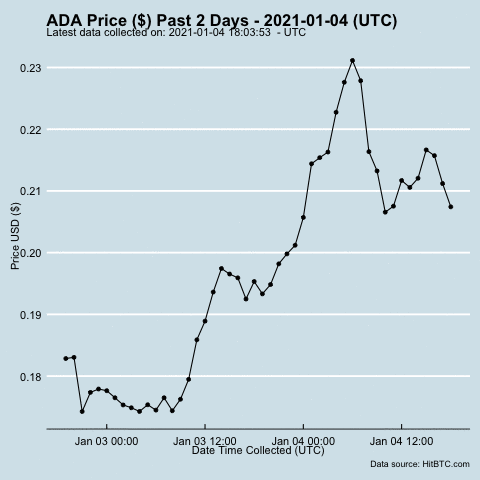 ADA Price ($) Past 2 Days - 2021-01-04 (UTC)
Latest data collected on: 2021-01-04 18:03:53 - UTC
0.23
0.22
0.21
0.20
0.19
0.18
Price USD ($)
Jan 03 00:00 Jan 03 12:00 Jan 04 00:00 Jan 04 12:00
Date Time Collected (UTC)
Data source: HitBTC.com